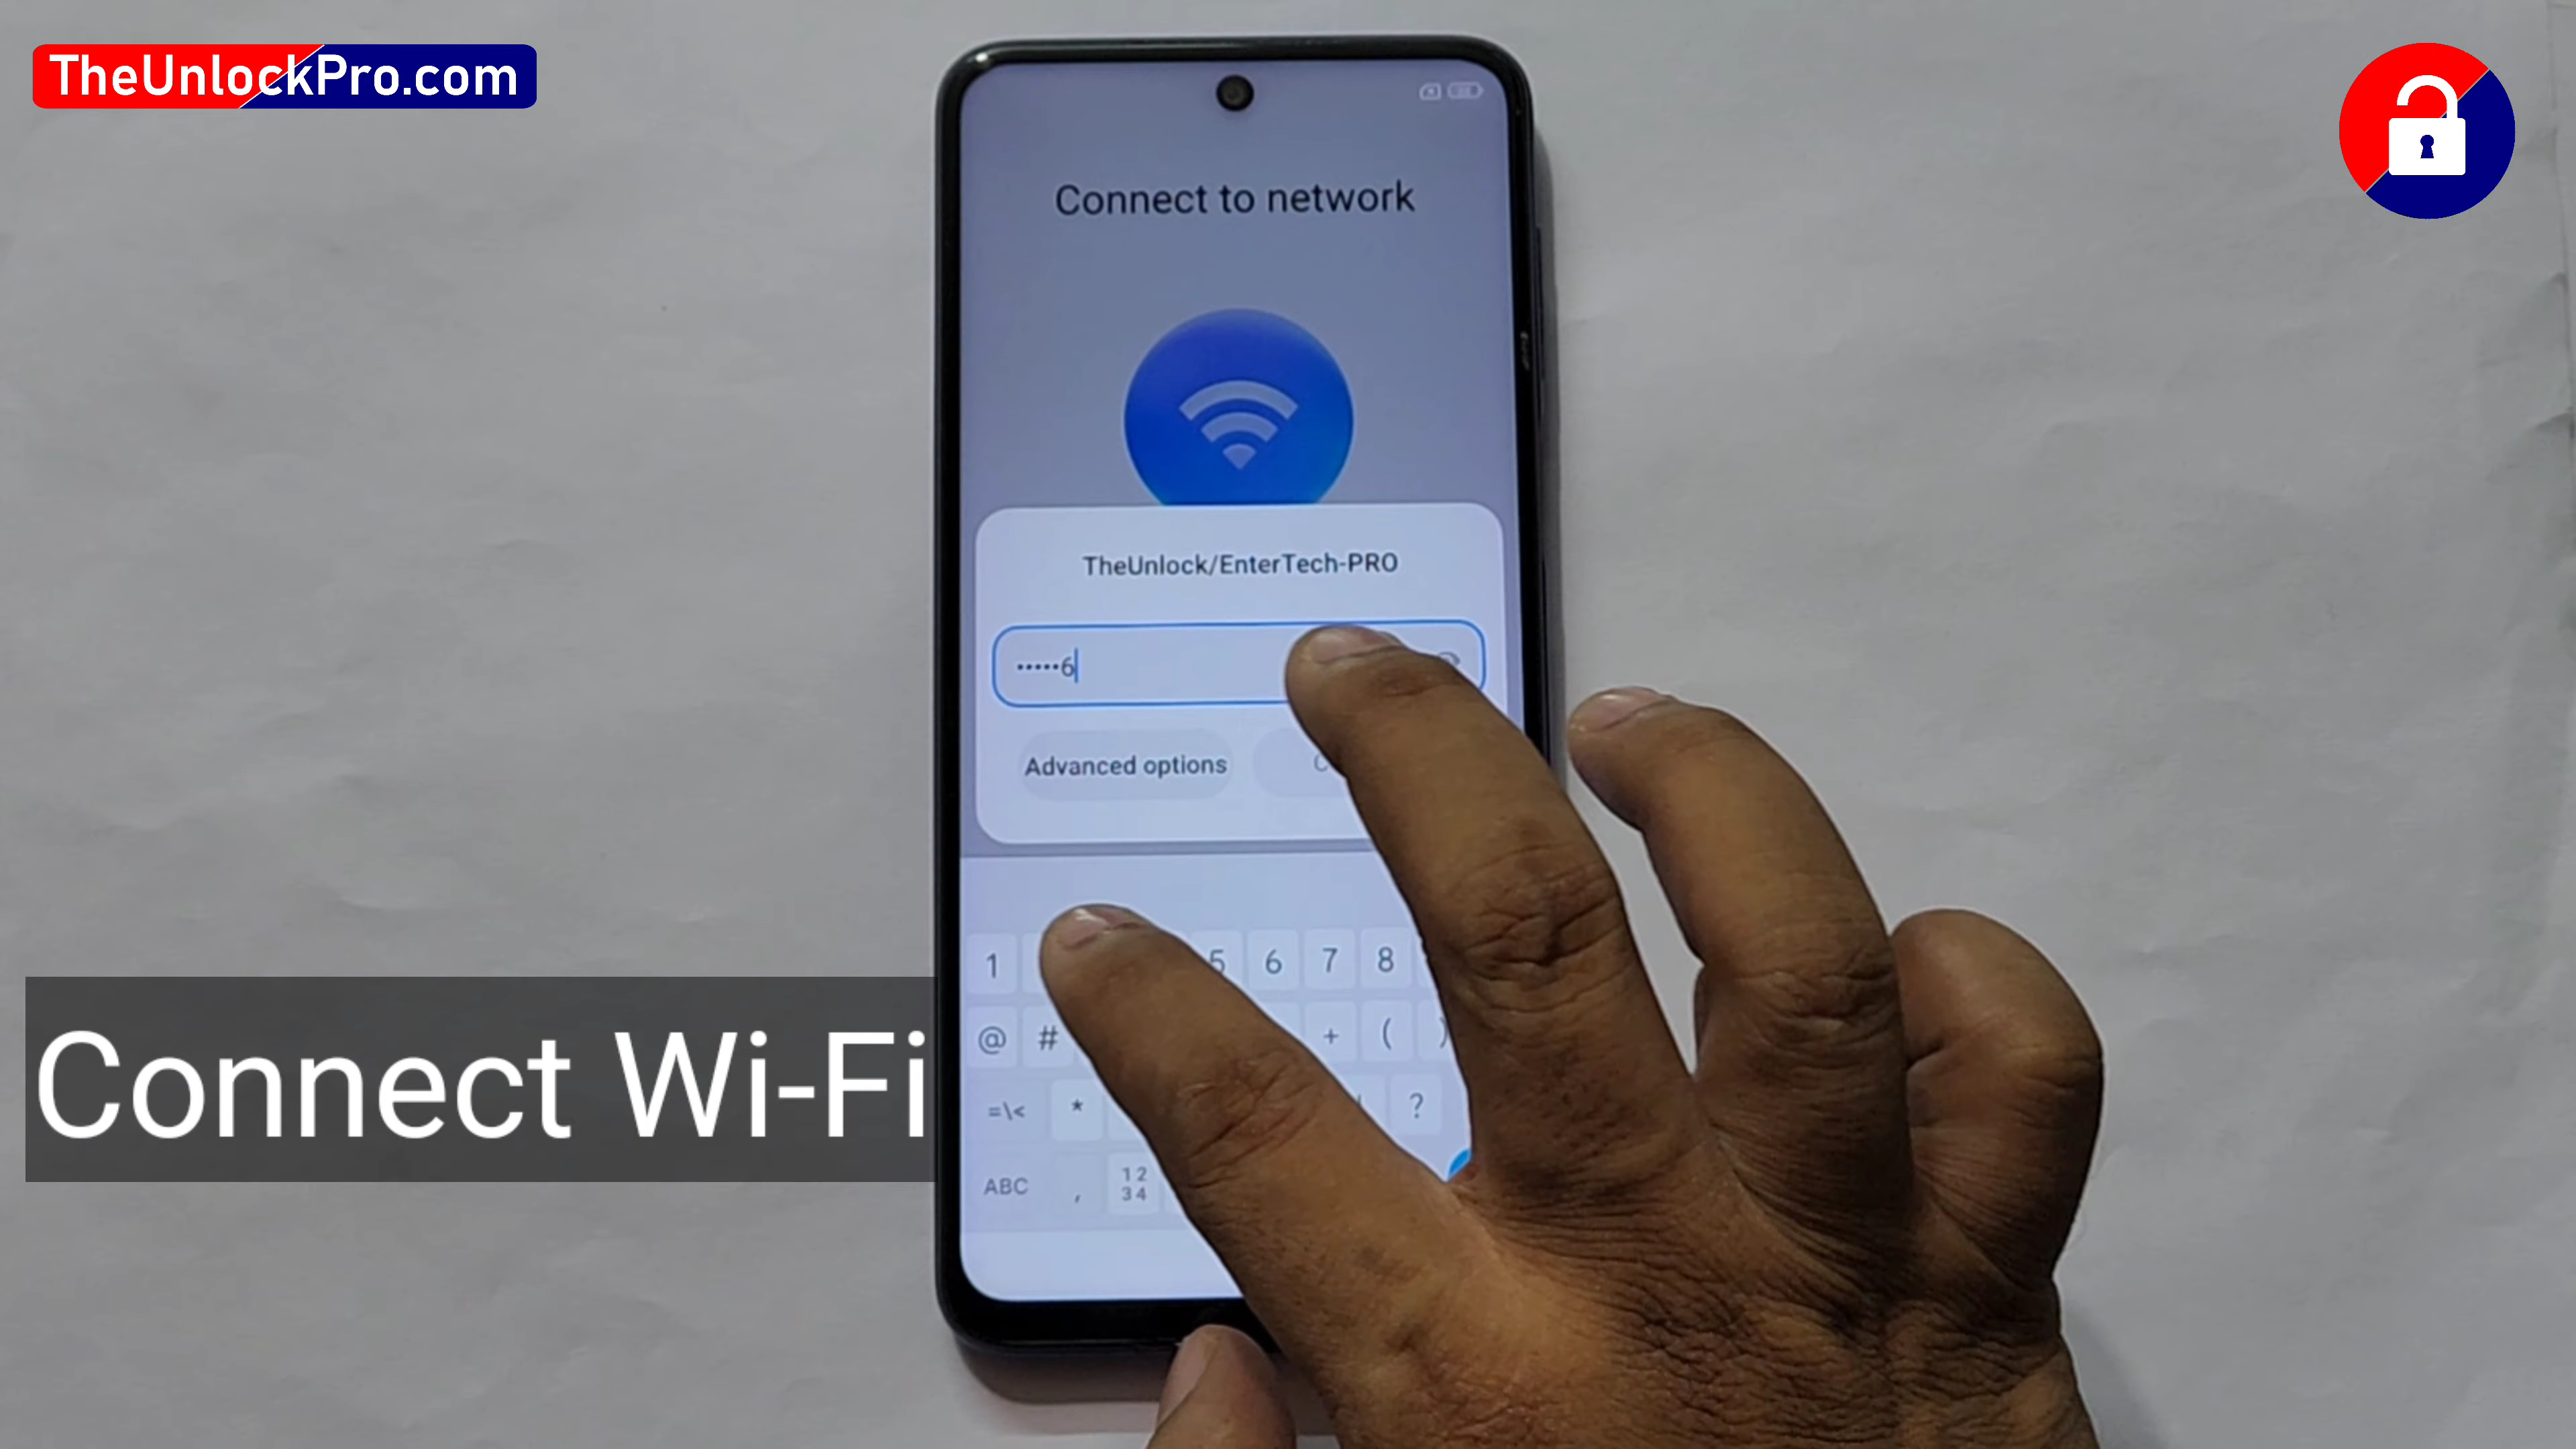 TheUnlockPro.com
Connect to network
TheUnlock/EnterTech-PRO
•••••6
Advanced options
1 5 6 7 8
@ # + ( )
=\< * ?
ABC , 12
34
Connect Wi-Fi